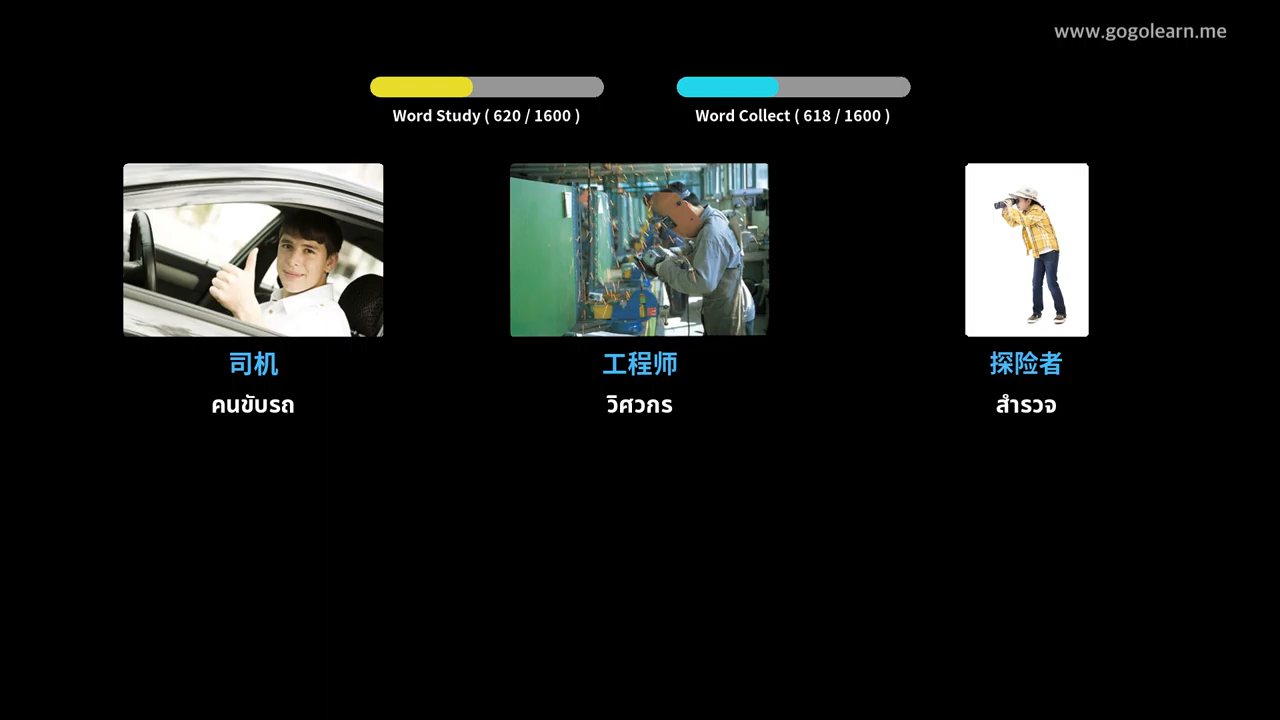 www.gogolearn.me
Word Study ( 620 / 1600 )
Word Collect ( 618 / 1600 )
司机
工程师
探险者
คนขับรถ
วิศวกร
สำรวจ